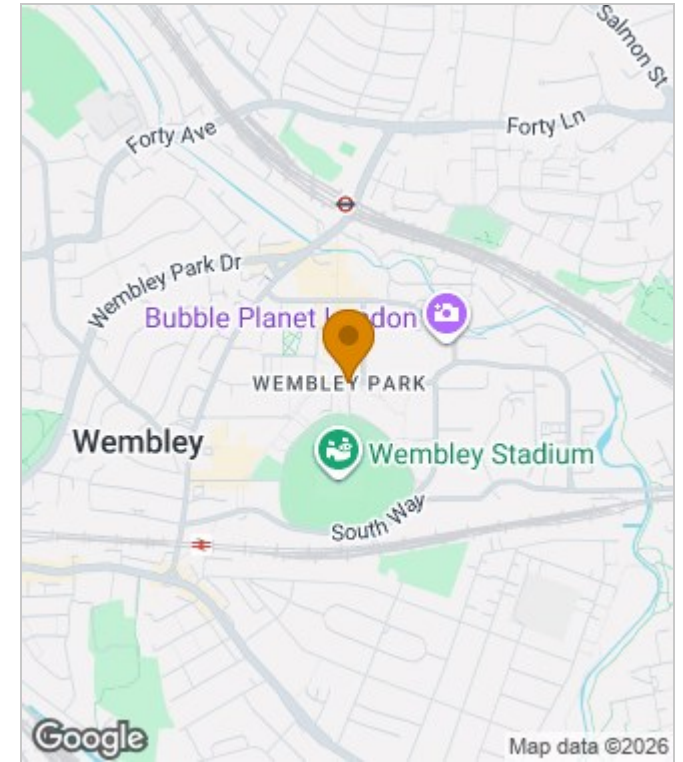 Salmon St
Forty Ave
Forty Ln
Wembley Park Dr
Bubble Planet L don
WEMBLEY PARK
Wembley
Wembley Stadium
South Way
Google
Map data ©2026